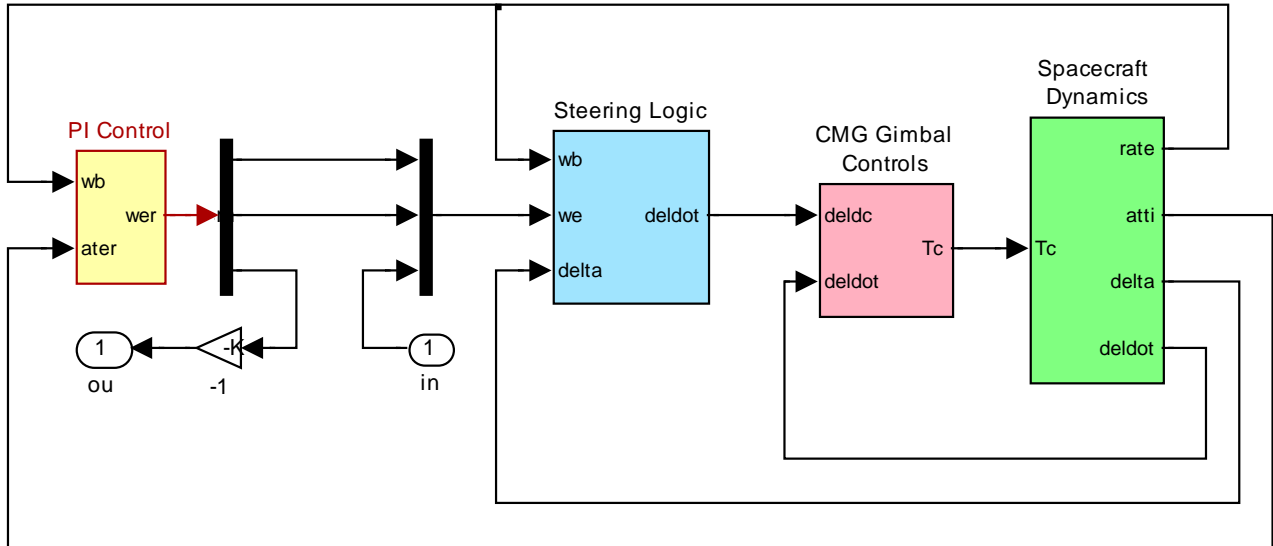 Spacecraft
Dynamics
Steering Logic
PI Control
CMG Gimbal
Controls
wb
wer
ater
wb
we
delta
deldot
deldc
deldot
Tc
Tc
rate
atti
delta
deldot
1
ou
-K
-1
1
in